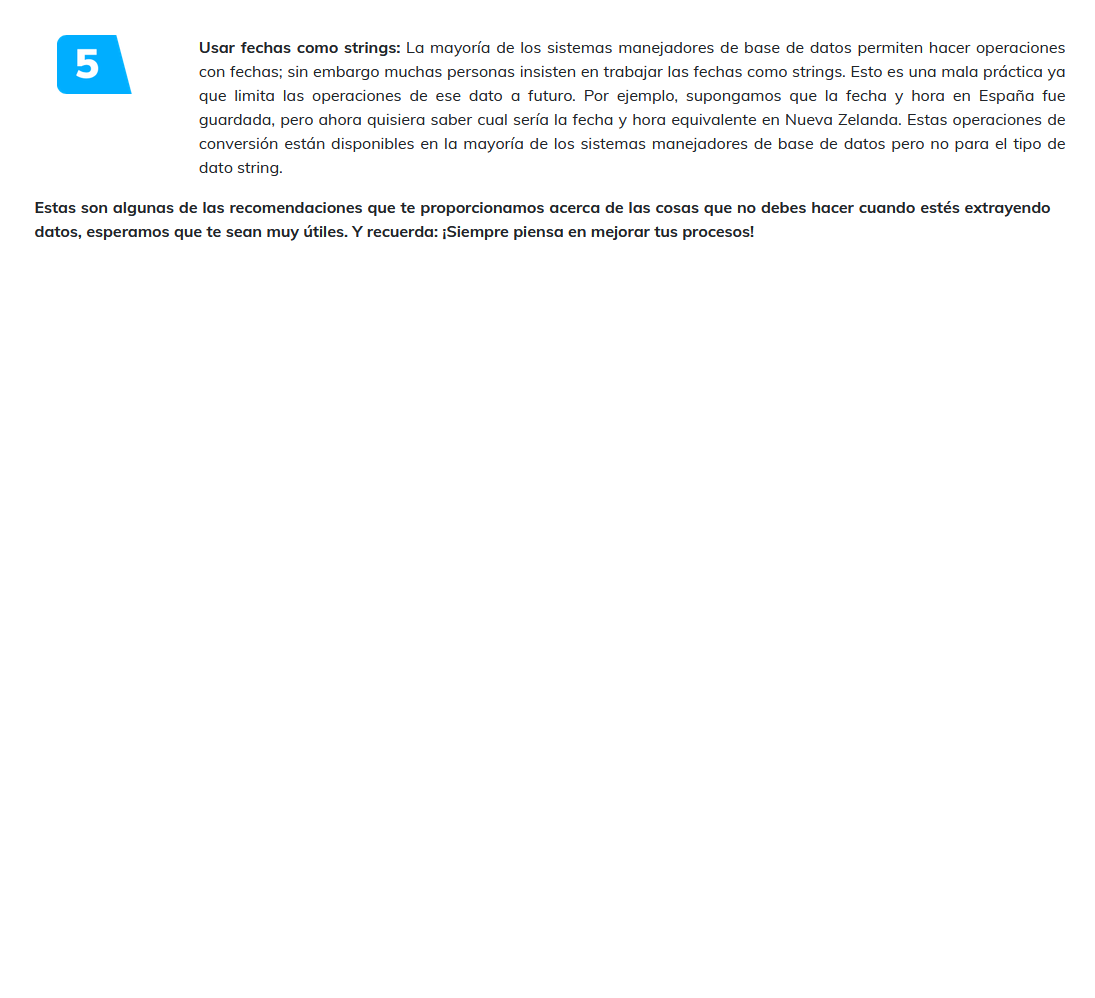 5
Usar fechas como strings: La mayoría de los sistemas manejadores de base de datos permiten hacer operaciones
con fechas; sin embargo muchas personas insisten en trabajar las fechas como strings. Esto es una mala práctica ya
que limita las operaciones de ese dato a futuro. Por ejemplo, supongamos que la fecha y hora en España fue
guardada, pero ahora quisiera saber cual sería la fecha y hora equivalente en Nueva Zelanda. Estas operaciones de
conversión están disponibles en la mayoría de los sistemas manejadores de base de datos pero no para el tipo de
dato string.
Estas son algunas de las recomendaciones que te proporcionamos acerca de las cosas que no debes hacer cuando estés extrayendo
datos, esperamos que te sean muy útiles. Y recuerda: ¡Siempre piensa en mejorar tus procesos!